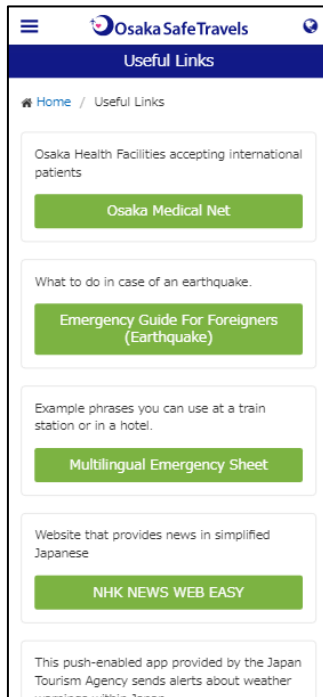 Osaka Safe Travels
Useful Links
Home / Useful Links
Osaka Health Facilities accepting international
patients
Osaka Medical Net
What to do in case of an earthquake.
Emergency Guide For Foreigners
(Earthquake)
Example phrases you can use at a train
station or in a hotel.
Multilingual Emergency Sheet
Website that provides news in simplified
Japanese
NHK NEWS WEB EASY
This push-enabled app provided by the Japan
Tourism Agency sends alerts about weather
warnings within Japan